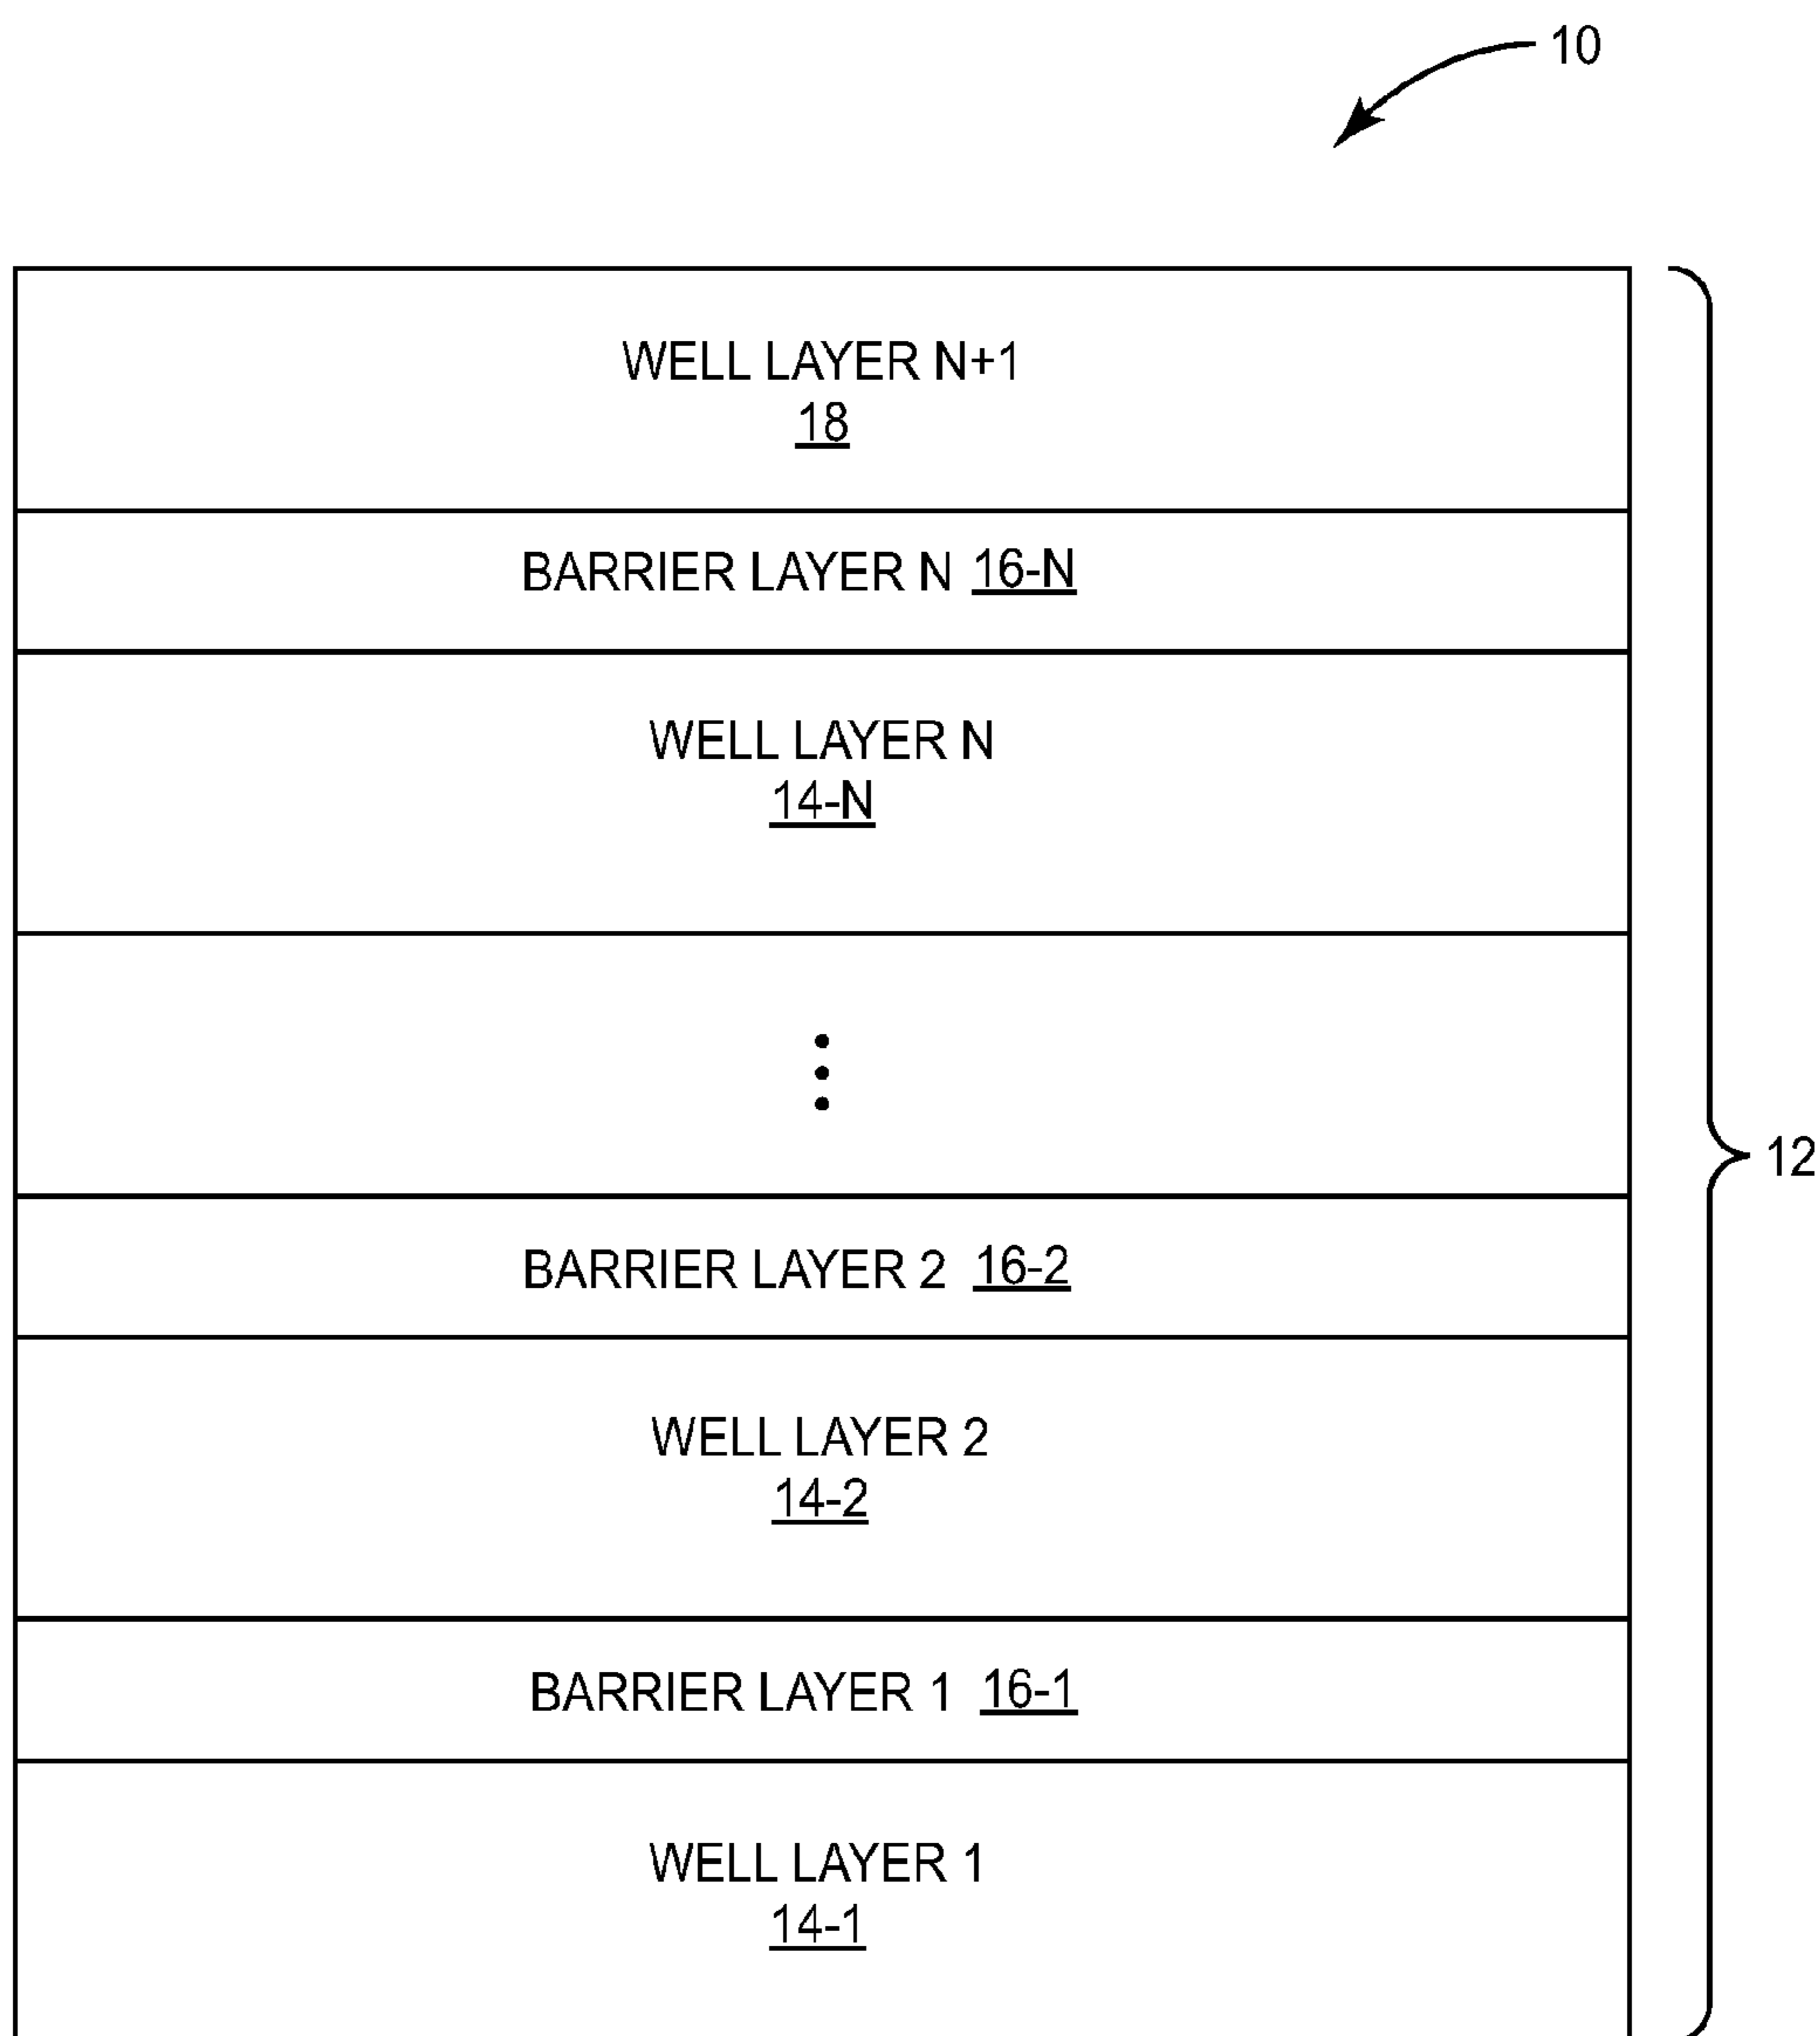 10
WELL LAYER N+1
18
BARRIER LAYER N 16-N
WELL LAYER N
14-N
12
BARRIER LAYER 2 16-2
WELL LAYER 2
14-2
BARRIER LAYER 1 16-1
WELL LAYER 1
14-1